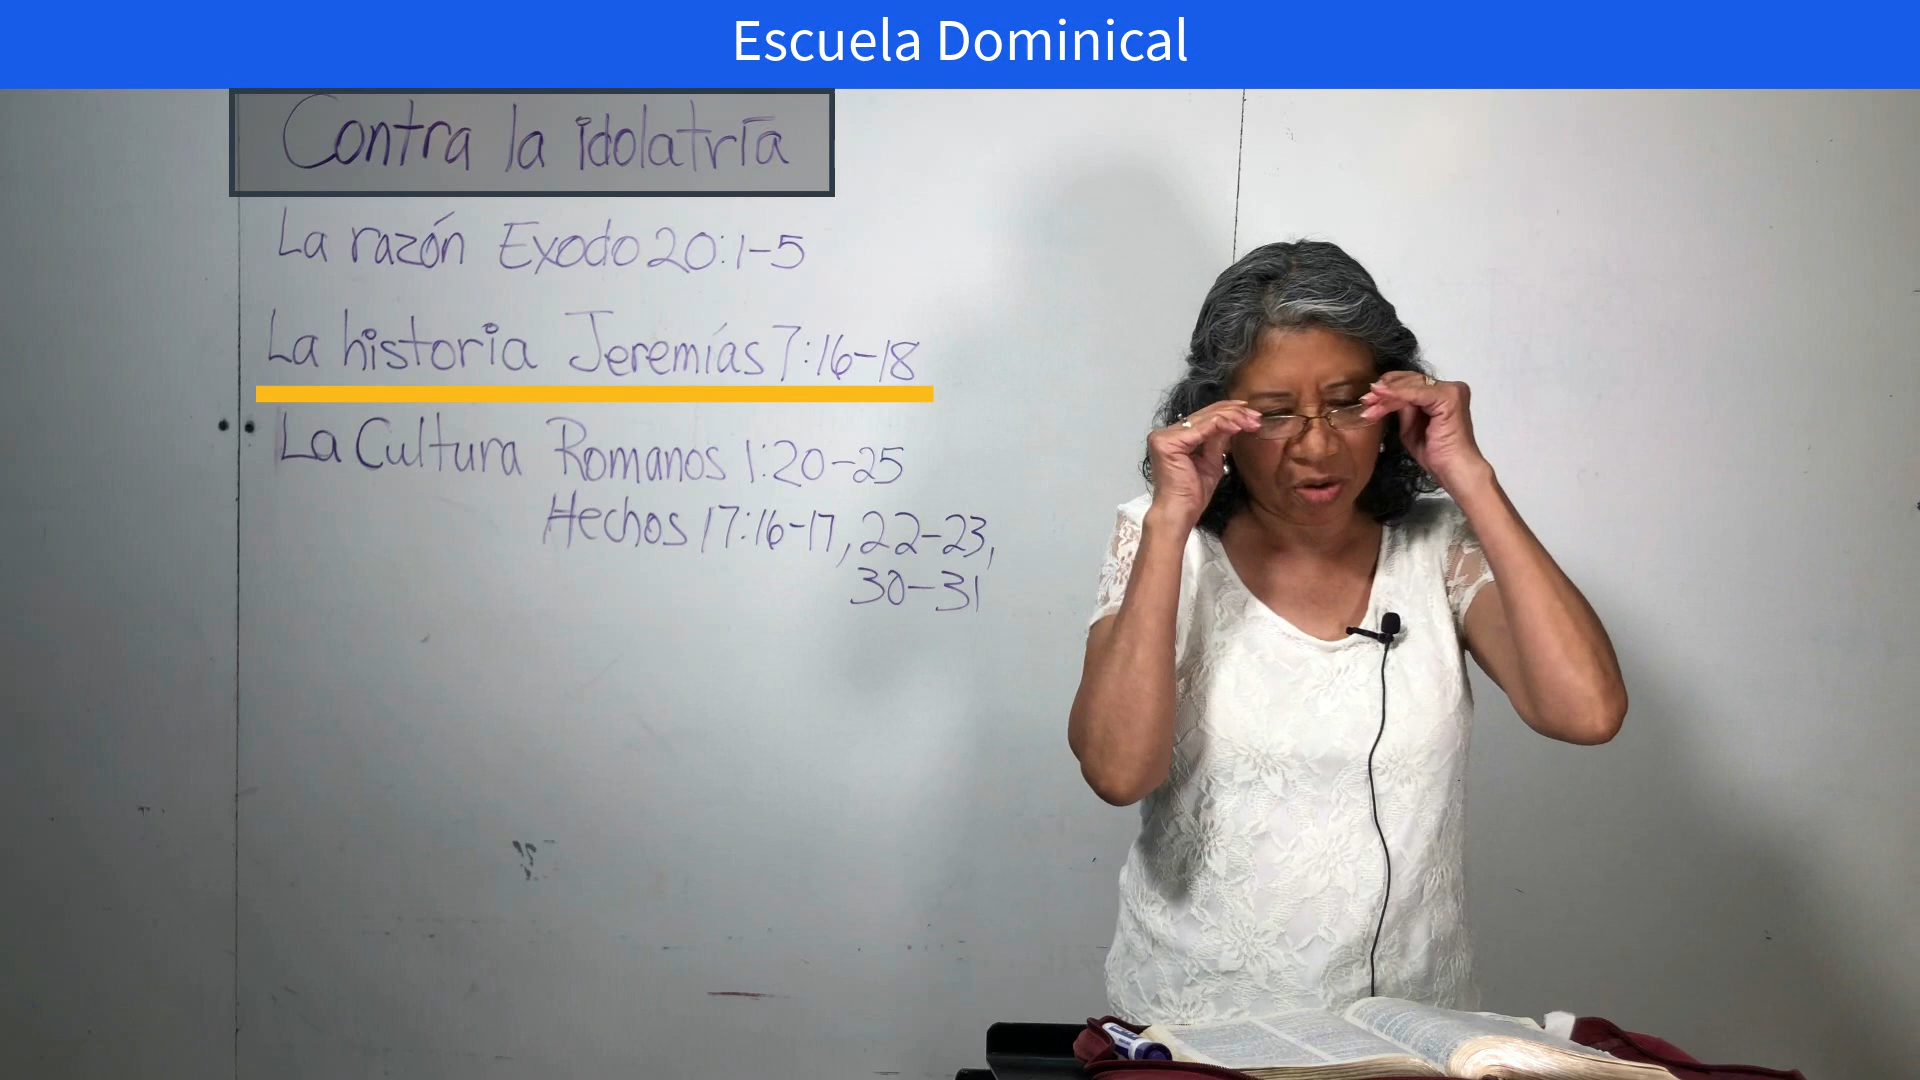 Escuela Dominical
Contra la idolatría
La razón Exodo 20:1-5
La historia Jeremías 7:16-18
La Cultura Romanos 1:20-25
Hechos 17:16-17, 22-23,
30-31